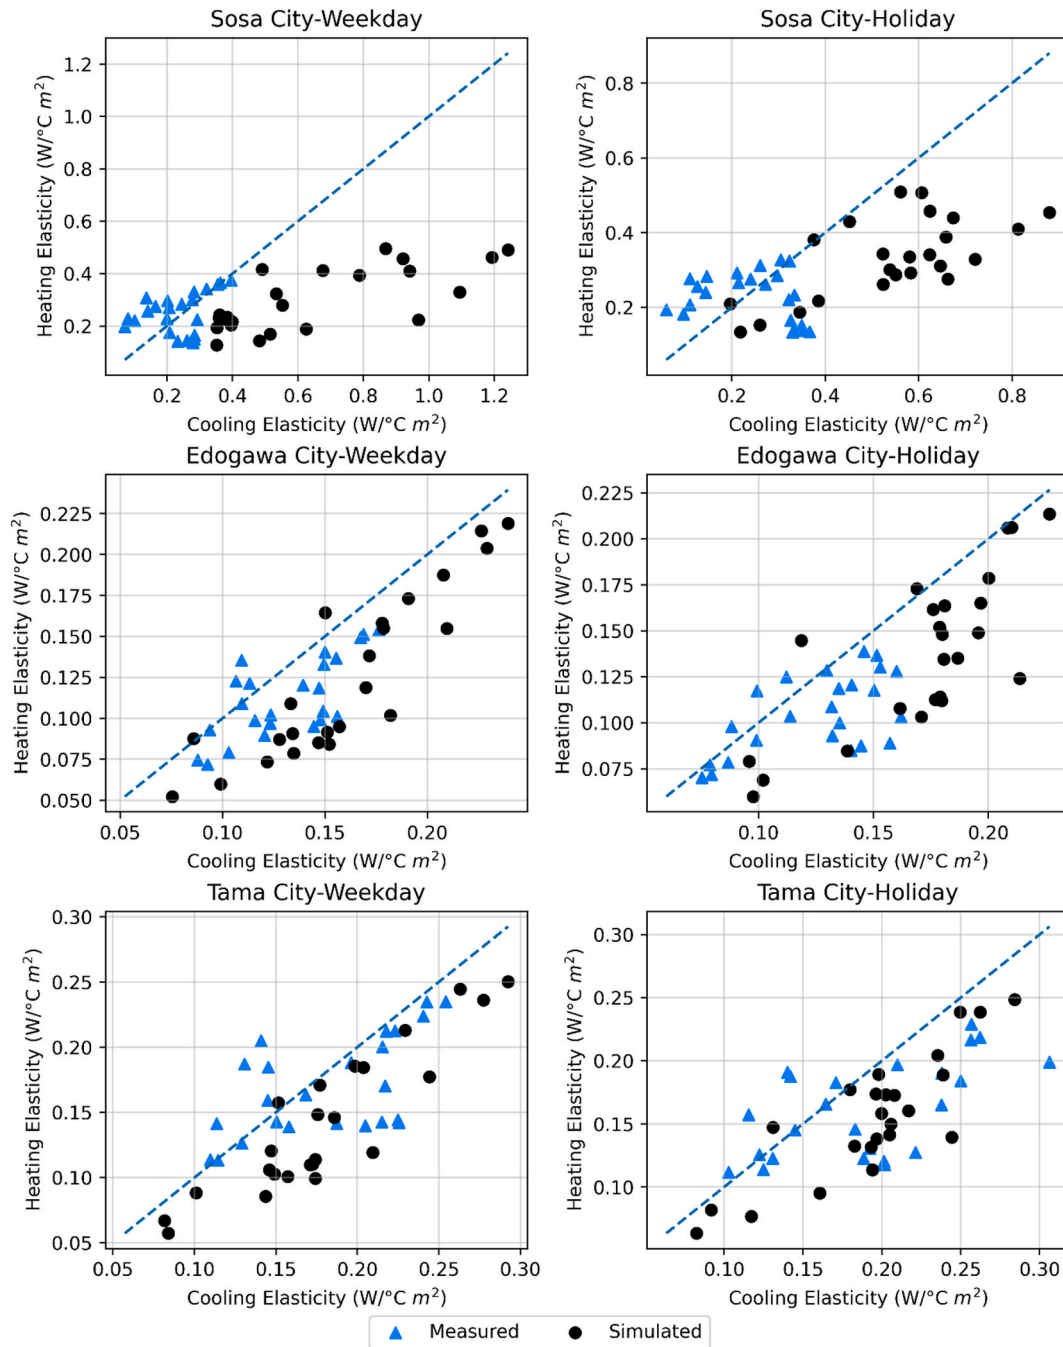 Sosa City-Weekday
Heating Elasticity (W/°C m²)
1.2
1.0
0.8
0.6
0.4
0.2
0.2 0.4 0.6 0.8 1.0 1.2
Cooling Elasticity (W/°C m²)
Sosa City-Holiday
Heating Elasticity (W/°C m²)
0.8
0.6
0.4
0.2
0.2 0.4 0.6 0.8
Cooling Elasticity (W/°C m²)
Edogawa City-Weekday
Heating Elasticity (W/°C m²)
0.225
0.200
0.175
0.150
0.125
0.100
0.075
0.050
0.05 0.10 0.15 0.20
Cooling Elasticity (W/°C m²)
Edogawa City-Holiday
Heating Elasticity (W/°C m²)
0.225
0.200
0.175
0.150
0.125
0.100
0.075
0.10 0.15 0.20
Cooling Elasticity (W/°C m²)
Tama City-Weekday
Heating Elasticity (W/°C m²)
0.30
0.25
0.20
0.15
0.10
0.05
0.05 0.10 0.15 0.20 0.25 0.30
Cooling Elasticity (W/°C m²)
Tama City-Holiday
Heating Elasticity (W/°C m²)
0.30
0.25
0.20
0.15
0.10
0.10 0.15 0.20 0.25 0.30
Cooling Elasticity (W/°C m²)
Measured Simulated